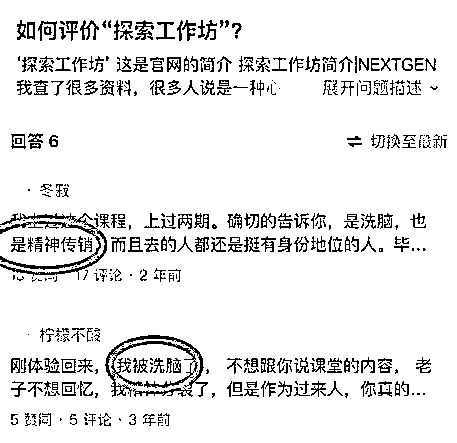 如何评价“探索工作坊”?
‘探索工作坊’ 这是官网的简介 探索工作坊简介|NEXTGEN
我查了很多资料，很多人说是一种心 展开问题描述
回答 6 切换至最新
· 冬寂
个课程，上过两期。确切的告诉你，是洗脑，也
是精神传销，而且去的人都还是挺有身份地位的人。毕...
17 评论 · 2 年前
· 柠檬不酸
刚体验回来，我被洗脑了， 不想跟你说课堂的内容， 老
子不想回忆，我精神分裂了，但是作为过来人，你真的...
5 赞同 · 5 评论 · 3 年前